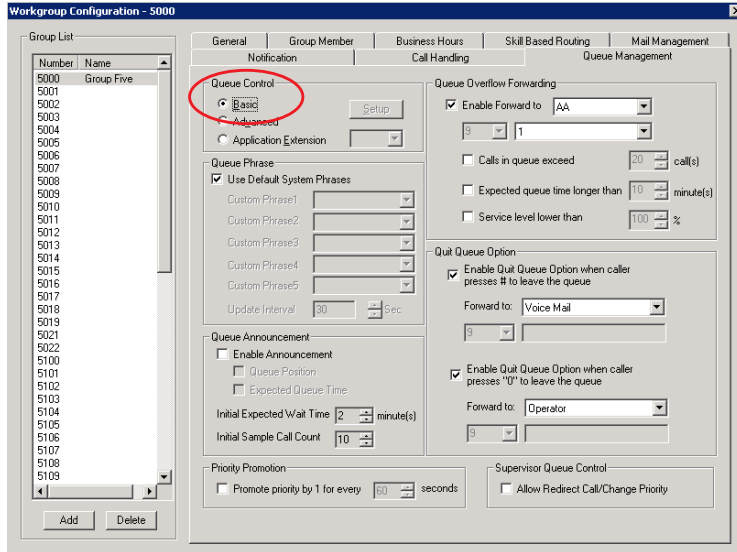 Workgroup Configuration - 5000
Group List
Number Name
5000 Group Five
5001
5002
5003
5004
5005
5006
5007
5008
5009
5010
5011
5012
5013
5014
5015
5016
5017
5018
5019
5021
5022
5100
5101
5102
5103
5104
5105
5106
5107
5108
5109
Add Delete
General Group Member Business Hours Skill Based Routing Mail Management
Notification Call Handling Queue Management
Queue Control
Basic
Setup
Advanced
Application Extension
Queue Phrase
Use Default System Phrases
Custom Phrase1
Custom Phrase2
Custom Phrase3
Custom Phrase4
Custom Phrase5
Update Interval 30 Sec
Queue Announcement
Enable Announcement
Queue Position
Expected Queue Time
Initial Expected Wait Time 2 minute(s)
Initial Sample Call Count 10
Priority Promotion
Promote priority by 1 for every 60 seconds
Queue Overflow Forwarding
Enable Forward to AA
9 1
Calls in queue exceed 20 call(s)
Expected queue time longer than 10 minute(s)
Service level lower than 100 %
Quit Queue Option
Enable Quit Queue Option when caller
presses # to leave the queue
Forward to: Voice Mail
9
Enable Quit Queue Option when caller
presses "0" to leave the queue
Forward to: Operator
9
Supervisor Queue Control
Allow Redirect Call/Change Priority